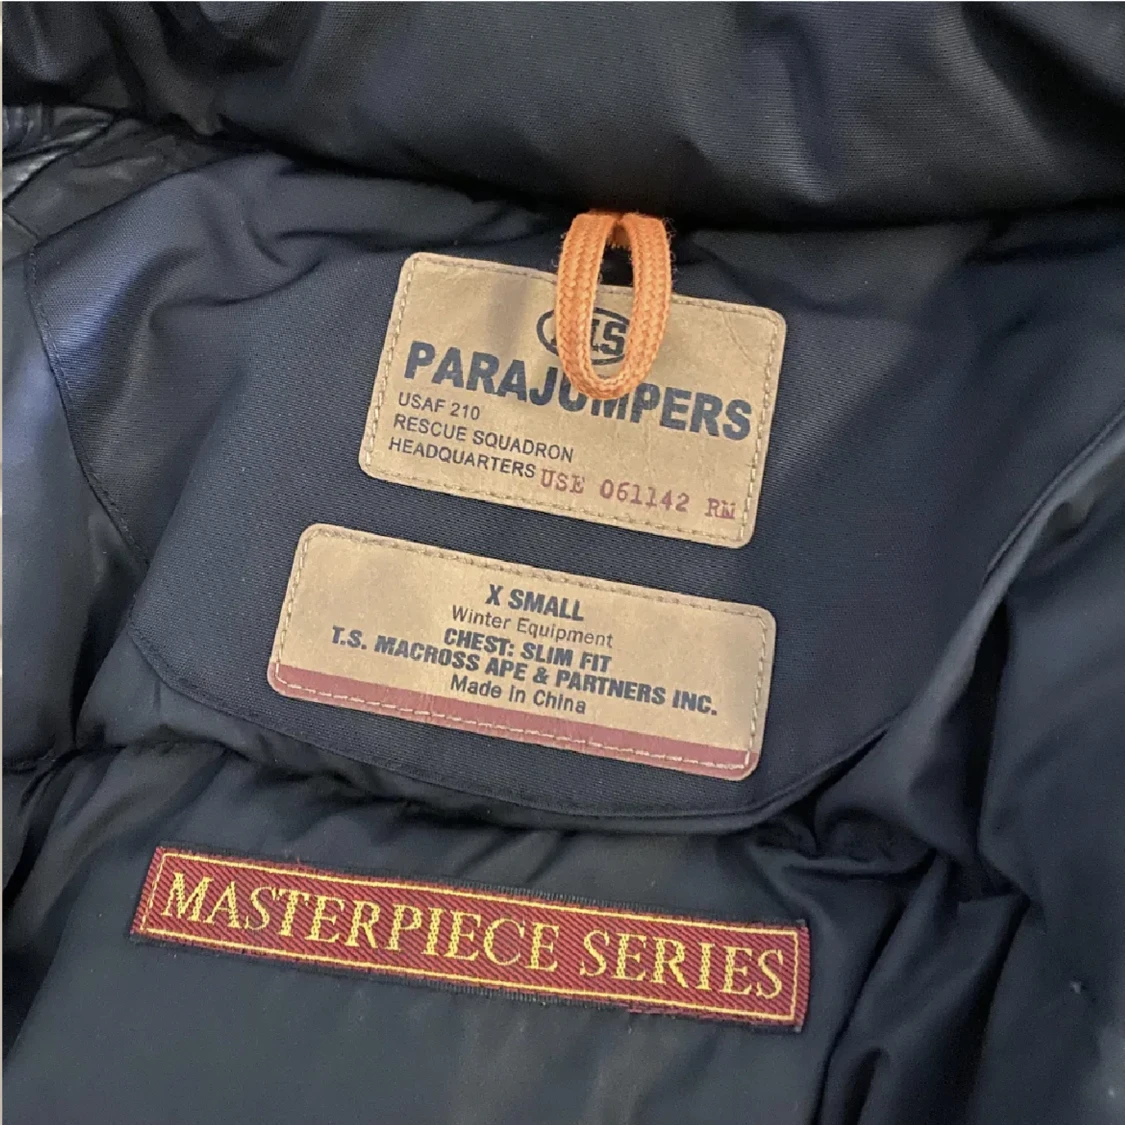 PARAJUMPERS
USAF 210
RESCUE SQUADRON
HEADQUARTERS USE 061142 RM
X SMALL
Winter Equipment
CHEST: SLIM FIT
T.S. MACROSS APE & PARTNERS INC.
Made in China
MASTERPIECE SERIES